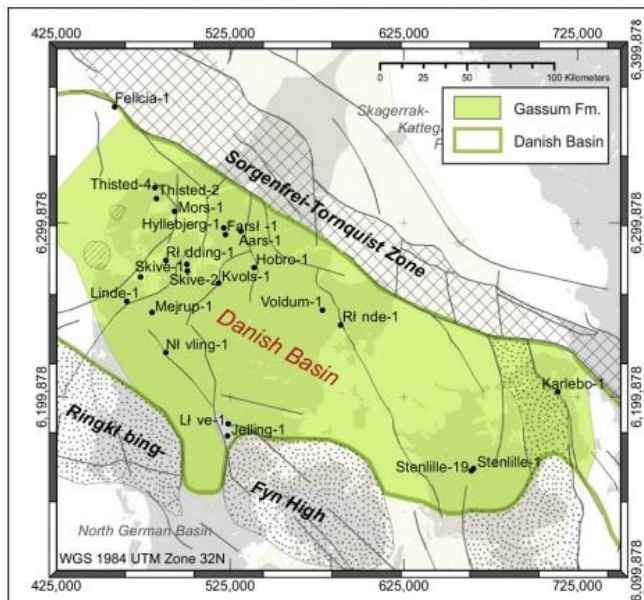 425,000 525,000 625,000 725,000
6,399,878
0 25 50 100 Kilometers
Gassum Fm.
Danish Basin
Skagerrak-
Katteg
F
Felicia-1
Sorgenfrei-Tornquist Zone
Thisted-4
Thisted-2
Mors-1
6,299,878
6,299,878
Hyllebjerg-1
Farsł -1
Aars-1
Rł dding-1
Hobro-1
Skive-1
Skive-2
Kvols-1
Linde-1
Mejrup-1
Voldum-1
Rł nde-1
Danish Basin
Nł vling-1
Karlebo-1
6,199,878
6,199,878
Lł ve-1
Jelling-1
Ringkł bing-
Fyn High
Stenlille-19
Stenlille-1
North German Basin
WGS 1984 UTM Zone 32N
6,099,878
425,000 525,000 625,000 725,000